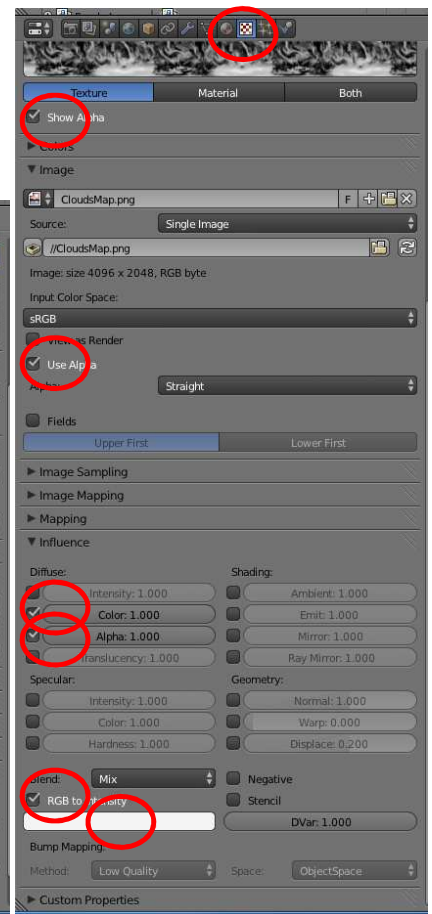 Texture Material Both
Show Alpha
Colors
Image
CloudsMap.png F
Source: Single Image
//CloudsMap.png
Image: size 4096 x 2048, RGB byte
Input Color Space:
sRGB
View as Render
Use Alpha
Alpha: Straight
Fields
Upper First Lower First
Image Sampling
Image Mapping
Mapping
Influence
Diffuse: Shading:
Intensity: 1.000 Ambient: 1.000
Color: 1.000 Emit: 1.000
Alpha: 1.000 Mirror: 1.000
Translucency: 1.000 Ray Mirror: 1.000
Specular: Geometry:
Intensity: 1.000 Normal: 1.000
Color: 1.000 Warp: 0.000
Hardness: 1.000 Displace: 0.200
Blend: Mix Negative
RGB to Intensity Stencil
DVar: 1.000
Bump Mapping:
Method: Low Quality Space: ObjectSpace
Custom Properties